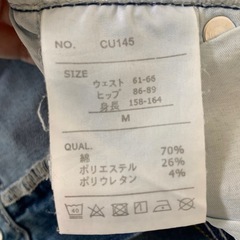 NO. CU145
SIZE
ウェスト 61-66
ヒップ 86-89
身長 158-164
M
QUAL.
綿 70%
ポリエステル 26%
ポリウレタン 4%
40